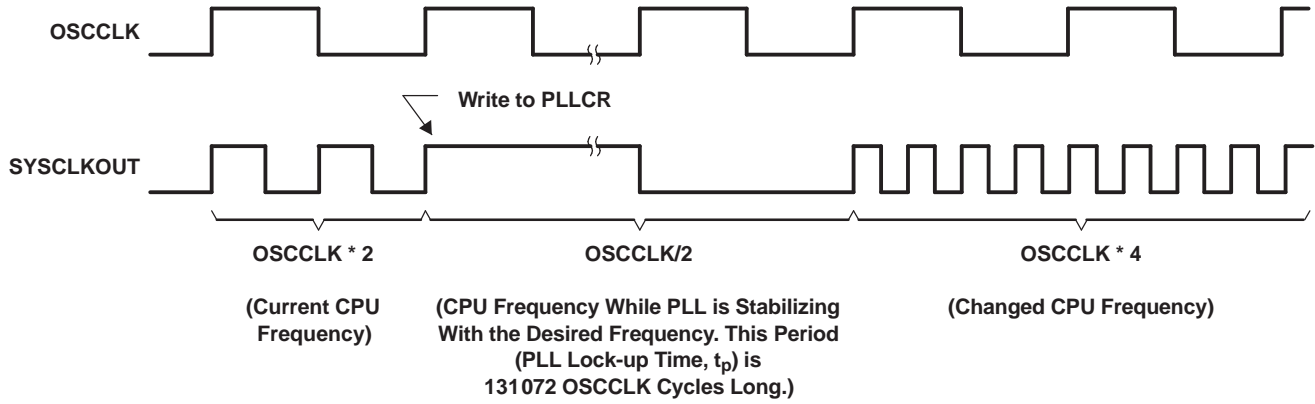 OSCCLK
Write to PLLCR
SYSCLKOUT
OSCCLK * 2
(Current CPU
Frequency)
OSCCLK/2
(CPU Frequency While PLL is Stabilizing
With the Desired Frequency. This Period
(PLL Lock-up Time, tp) is
131072 OSCCLK Cycles Long.)
OSCCLK * 4
(Changed CPU Frequency)